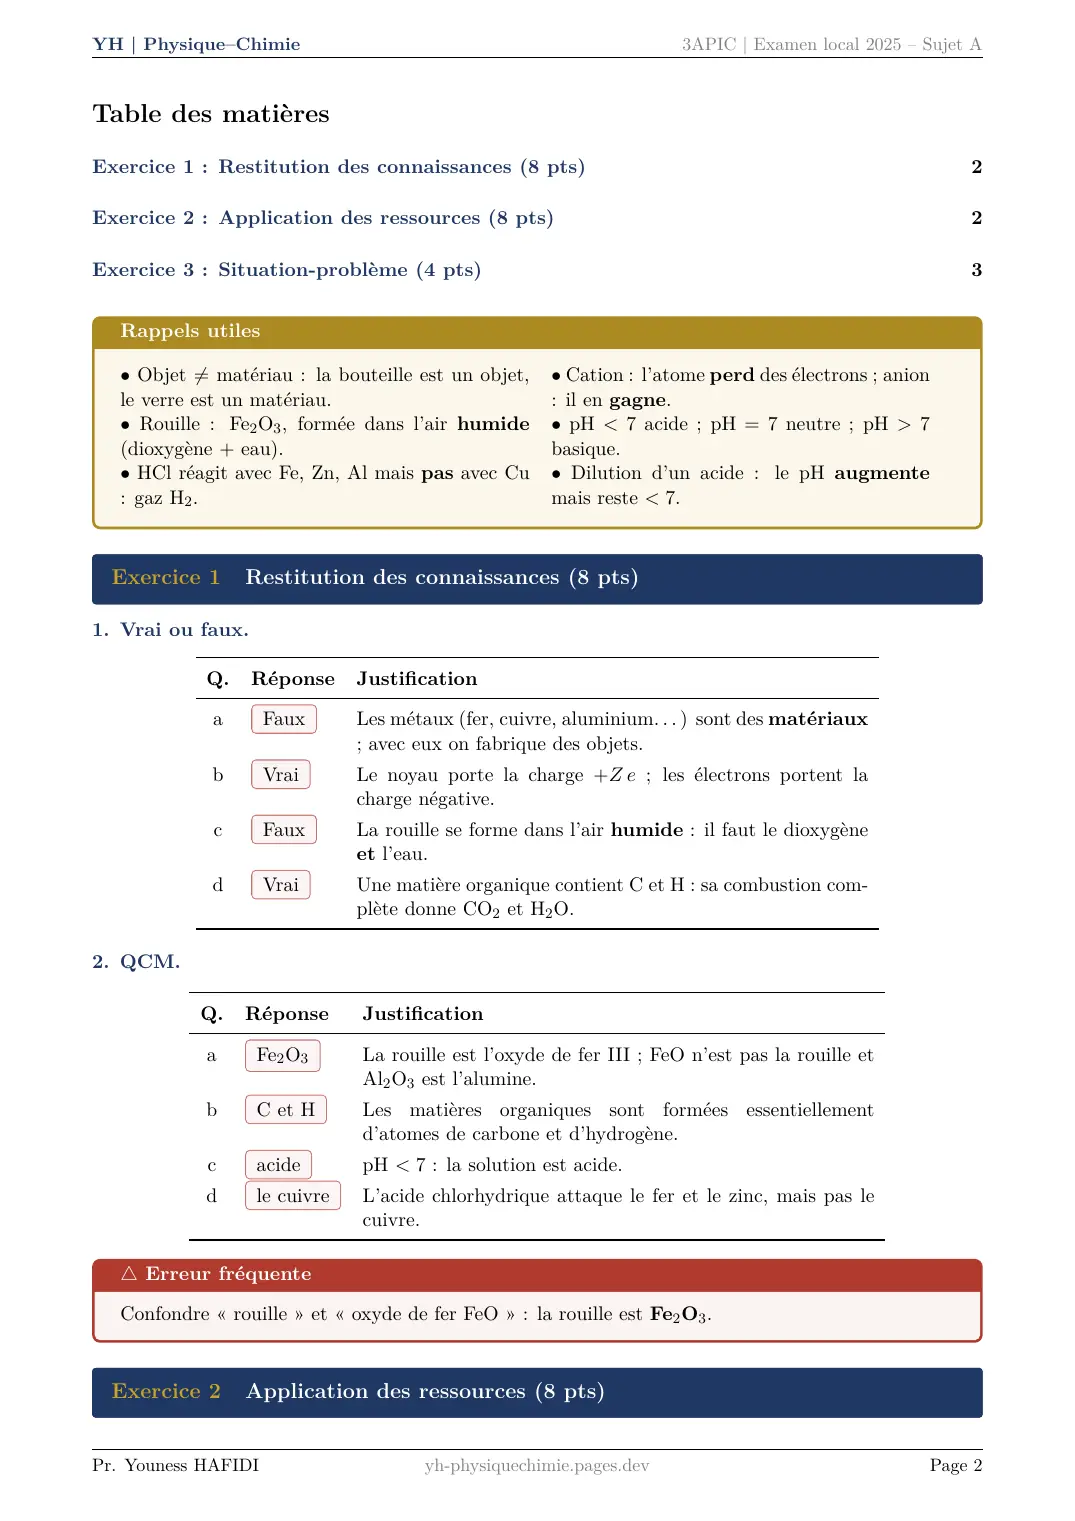 YH | Physique–Chimie
3APIC | Examen local 2025 – Sujet A
Table des matières
Exercice 1 : Restitution des connaissances (8 pts) 2
Exercice 2 : Application des ressources (8 pts) 2
Exercice 3 : Situation-problème (4 pts) 3
Rappels utiles
• Objet ≠ matériau : la bouteille est un objet,
le verre est un matériau.
• Rouille : Fe₂O₃, formée dans l'air humide
(dioxygène + eau).
• HCl réagit avec Fe, Zn, Al mais pas avec Cu
: gaz H₂.
• Cation : l'atome perd des électrons ; anion
: il en gagne.
• pH < 7 acide ; pH = 7 neutre ; pH > 7
basique.
• Dilution d'un acide : le pH augmente
mais reste < 7.
Exercice 1 Restitution des connaissances (8 pts)
1. Vrai ou faux.
Q. Réponse Justification
a Faux Les métaux (fer, cuivre, aluminium…) sont des matériaux
; avec eux on fabrique des objets.
b Vrai Le noyau porte la charge +Z e ; les électrons portent la
charge négative.
c Faux La rouille se forme dans l'air humide : il faut le dioxygène
et l'eau.
d Vrai Une matière organique contient C et H : sa combustion com-
plète donne CO₂ et H₂O.
2. QCM.
Q. Réponse Justification
a Fe₂O₃ La rouille est l'oxyde de fer III ; FeO n'est pas la rouille et
Al₂O₃ est l'alumine.
b C et H Les matières organiques sont formées essentiellement
d'atomes de carbone et d'hydrogène.
c acide pH < 7 : la solution est acide.
d le cuivre L'acide chlorhydrique attaque le fer et le zinc, mais pas le
cuivre.
△ Erreur fréquente
Confondre « rouille » et « oxyde de fer FeO » : la rouille est Fe₂O₃.
Exercice 2 Application des ressources (8 pts)
Pr. Youness HAFIDI
yh-physiquechimie.pages.dev
Page 2